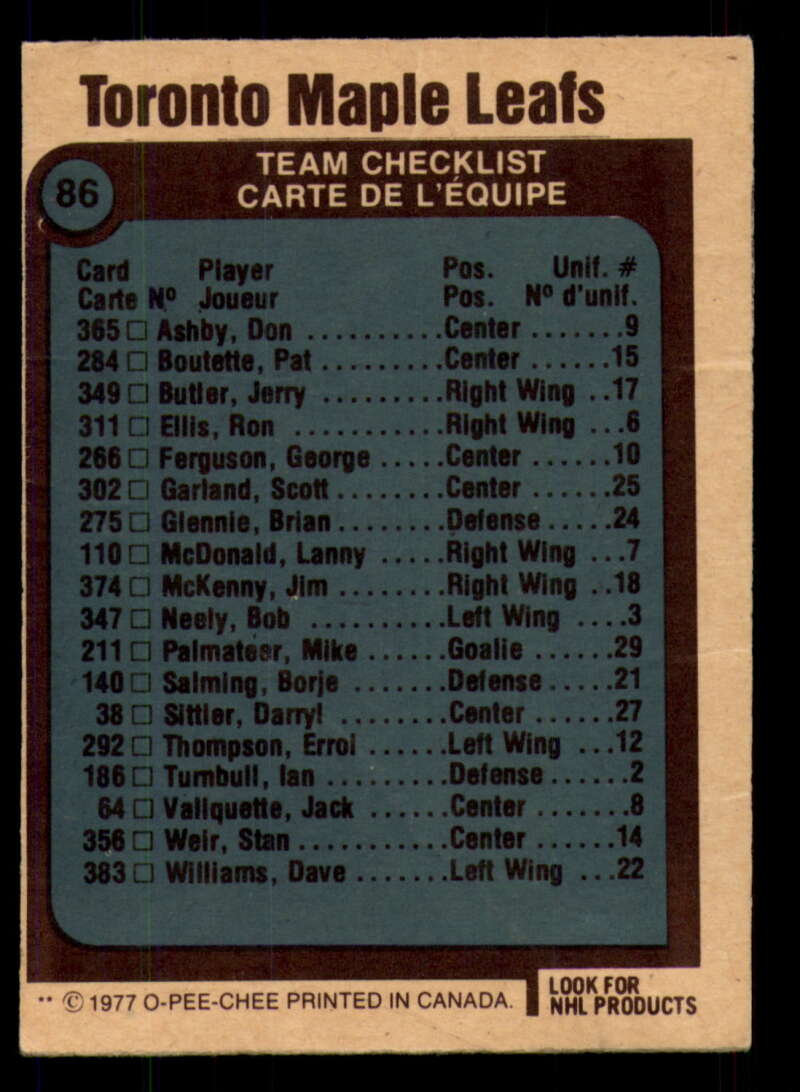 Toronto Maple Leafs
86
TEAM CHECKLIST
CARTE DE L'ÉQUIPE
Card Player Pos. Unif. #
Carte Nº Joueur Pos. Nº d'unif.
365 □ Ashby, Don ..........Center ......9
284 □ Boutette, Pat .........Center ......15
349 □ Butler, Jerry .........Right Wing ..17
311 □ Ellis, Ron ...........Right Wing ...6
266 □ Ferguson, George .....Center ......10
302 □ Garland, Scott ........Center ......25
275 □ Glennie, Brian ........Defense .....24
110 □ McDonald, Lanny .....Right Wing ...7
374 □ McKenny, Jim ........Right Wing ..18
347 □ Neely, Bob ..........Left Wing ....3
211 □ Palmateer, Mike ......Goalie ......29
140 □ Salming, Borje .......Defense .....21
38 □ Sittler, Darryl ........Center ......27
292 □ Thompson, Errol ......Left Wing ...12
186 □ Turnbull, Ian .........Defense ......2
64 □ Valiquette, Jack ......Center .......8
356 □ Weir, Stan ...........Center ......14
383 □ Williams, Dave .......Left Wing ...22
** © 1977 O-PEE-CHEE PRINTED IN CANADA.
LOOK FOR
NHL PRODUCTS